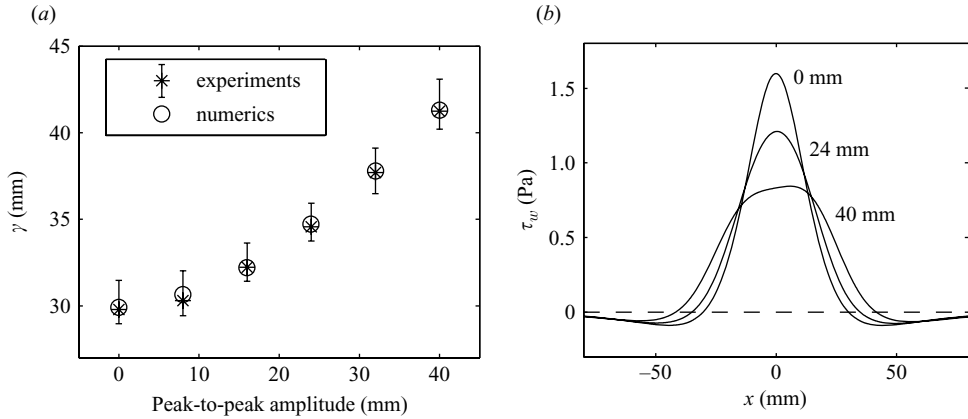 (a)
45
40
35
30
γ (mm)
experiments
numerics
0
10
20
30
40
Peak-to-peak amplitude (mm)
(b)
1.5
1.0
0.5
0
τw (Pa)
0 mm
24 mm
40 mm
–50
0
50
x (mm)